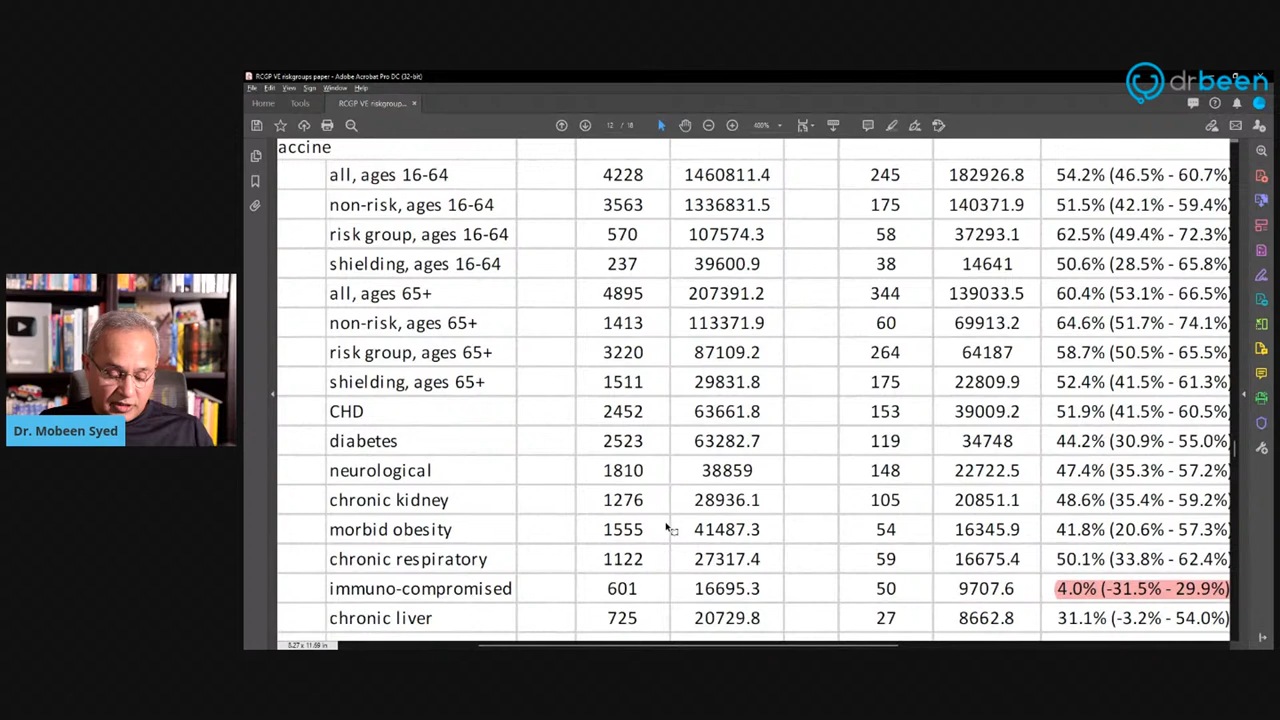 drbeen
RCGP VE riskgroups paper - Adobe Acrobat Pro DC (32-bit)
File Edit View Sign Window Help
Home Tools RCGP VE riskgroup... ×
12 / 18 400%
accine
all, ages 16-64 4228 1460811.4 245 182926.8 54.2% (46.5% - 60.7%)
non-risk, ages 16-64 3563 1336831.5 175 140371.9 51.5% (42.1% - 59.4%)
risk group, ages 16-64 570 107574.3 58 37293.1 62.5% (49.4% - 72.3%)
shielding, ages 16-64 237 39600.9 38 14641 50.6% (28.5% - 65.8%)
all, ages 65+ 4895 207391.2 344 139033.5 60.4% (53.1% - 66.5%)
non-risk, ages 65+ 1413 113371.9 60 69913.2 64.6% (51.7% - 74.1%)
risk group, ages 65+ 3220 87109.2 264 64187 58.7% (50.5% - 65.5%)
shielding, ages 65+ 1511 29831.8 175 22809.9 52.4% (41.5% - 61.3%)
CHD 2452 63661.8 153 39009.2 51.9% (41.5% - 60.5%)
diabetes 2523 63282.7 119 34748 44.2% (30.9% - 55.0%)
neurological 1810 38859 148 22722.5 47.4% (35.3% - 57.2%)
chronic kidney 1276 28936.1 105 20851.1 48.6% (35.4% - 59.2%)
morbid obesity 1555 41487.3 54 16345.9 41.8% (20.6% - 57.3%)
chronic respiratory 1122 27317.4 59 16675.4 50.1% (33.8% - 62.4%)
immuno-compromised 601 16695.3 50 9707.6 4.0% (-31.5% - 29.9%)
chronic liver 725 20729.8 27 8662.8 31.1% (-3.2% - 54.0%)
Dr. Mobeen Syed